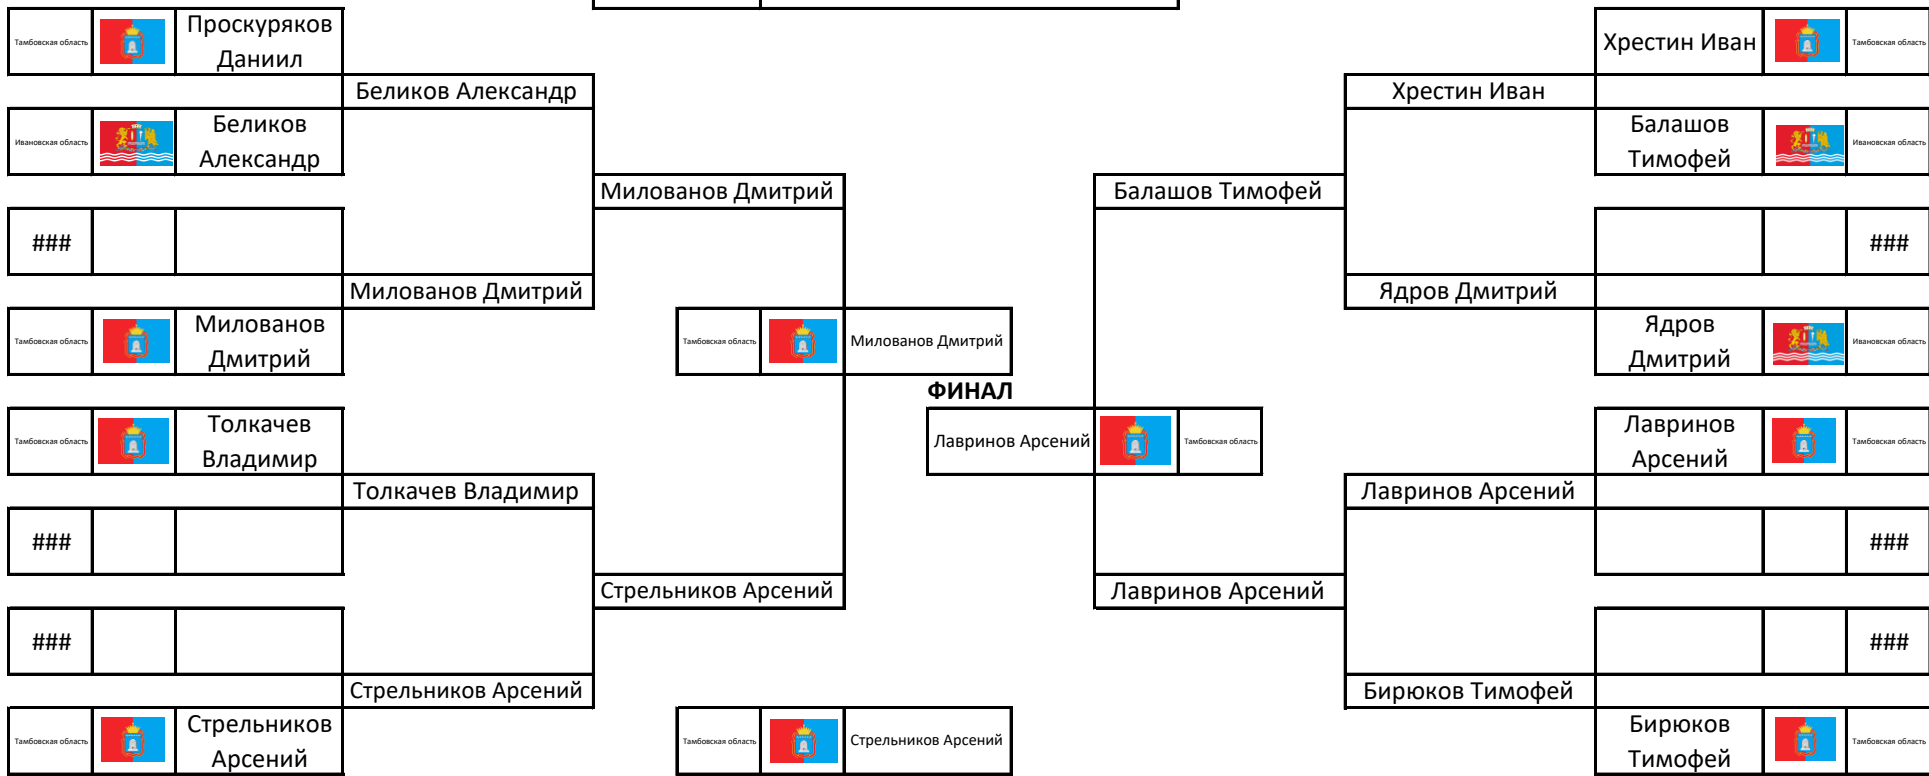 Тамбовская область
Проскуряков
Даниил
Хрестин Иван
Тамбовская область
Беликов Александр
Хрестин Иван
Ивановская область
Беликов
Александр
Балашов
Тимофей
Ивановская область
Милованов Дмитрий
Балашов Тимофей
###
###
Милованов Дмитрий
Ядров Дмитрий
Тамбовская область
Милованов
Дмитрий
Тамбовская область
Милованов Дмитрий
Ядров
Дмитрий
Ивановская область
ФИНАЛ
Тамбовская область
Толкачев
Владимир
Лавринов Арсений
Тамбовская область
Лавринов
Арсений
Тамбовская область
Толкачев Владимир
Лавринов Арсений
###
###
Стрельников Арсений
Лавринов Арсений
###
###
Стрельников Арсений
Бирюков Тимофей
Тамбовская область
Стрельников
Арсений
Тамбовская область
Стрельников Арсений
Бирюков
Тимофей
Тамбовская область